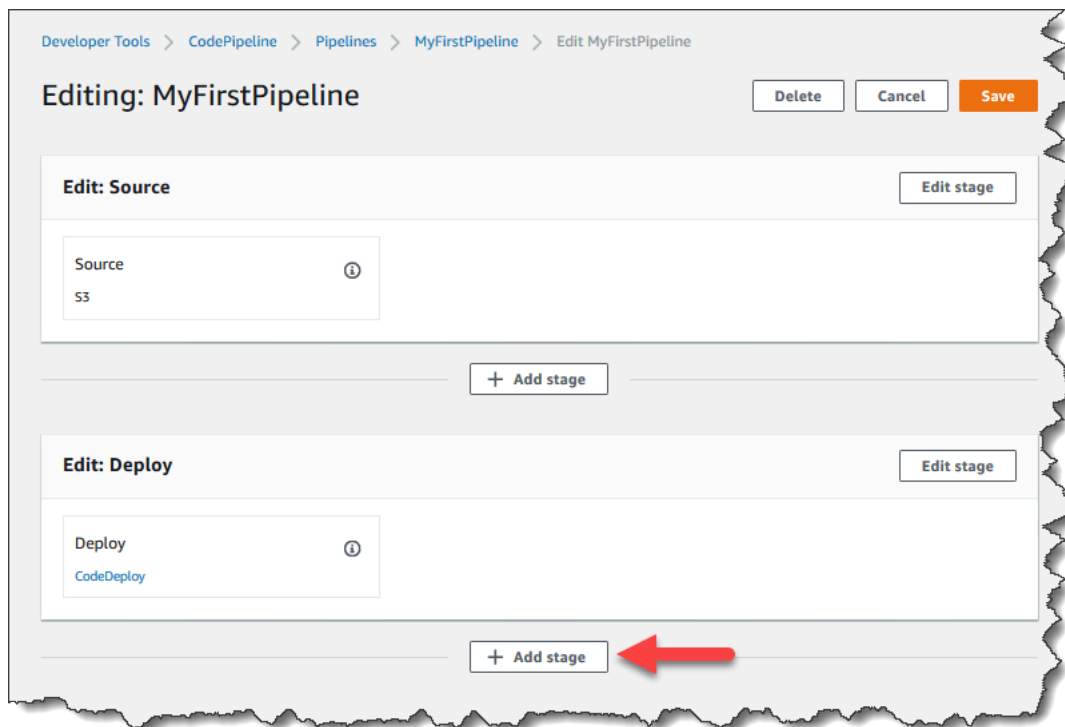 Developer Tools > CodePipeline > Pipelines > MyFirstPipeline > Edit MyFirstPipeline
Editing: MyFirstPipeline
Delete Cancel Save
Edit: Source Edit stage
Source
S3
+ Add stage
Edit: Deploy Edit stage
Deploy
CodeDeploy
+ Add stage